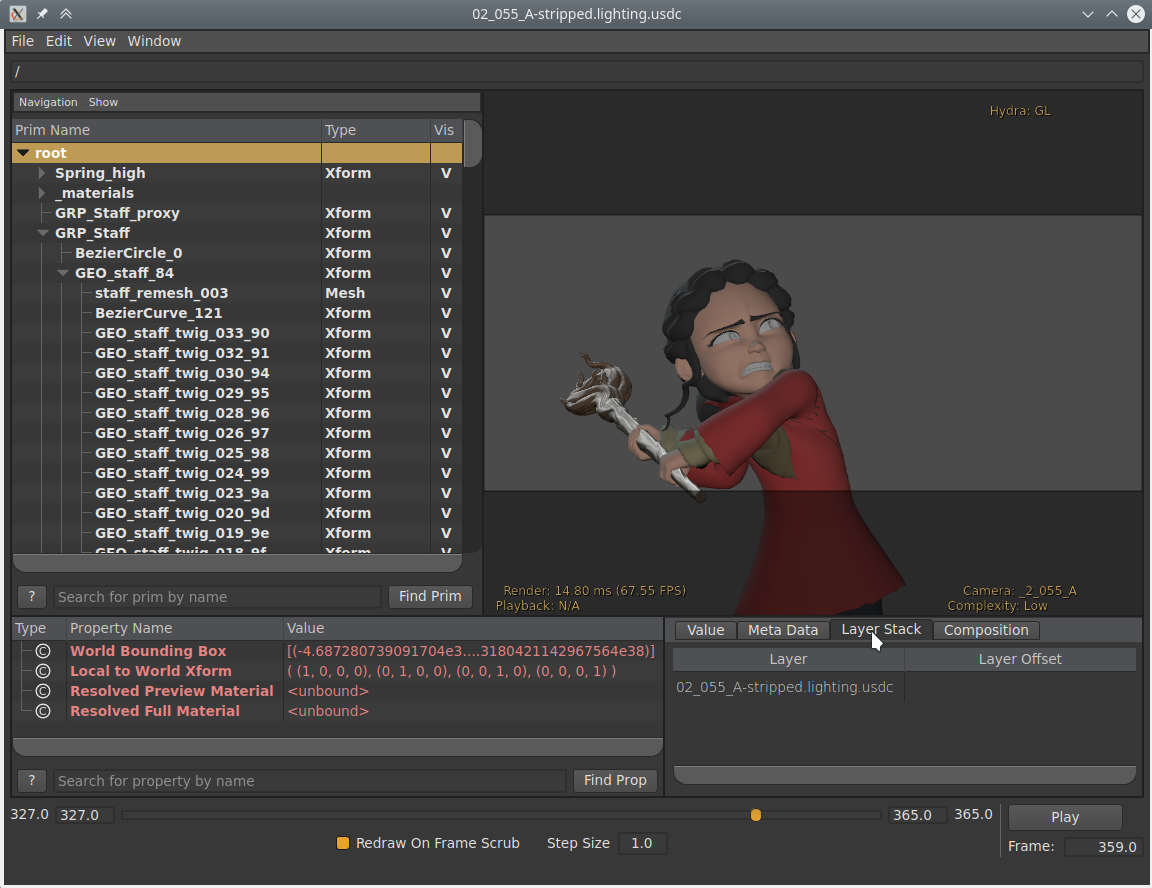 02_055_A-stripped.lighting.usdc
File Edit View Window
/
Navigation Show
Prim Name Type Vis
root
Spring_high Xform V
_materials
GRP_Staff_proxy Xform V
GRP_Staff Xform V
BezierCircle_0 Xform V
GEO_staff_84 Xform V
staff_remesh_003 Mesh V
BezierCurve_121 Xform V
GEO_staff_twig_033_90 Xform V
GEO_staff_twig_032_91 Xform V
GEO_staff_twig_030_94 Xform V
GEO_staff_twig_029_95 Xform V
GEO_staff_twig_028_96 Xform V
GEO_staff_twig_026_97 Xform V
GEO_staff_twig_025_98 Xform V
GEO_staff_twig_024_99 Xform V
GEO_staff_twig_023_9a Xform V
GEO_staff_twig_020_9d Xform V
GEO_staff_twig_019_9e Xform V
GEO_staff_twig_018_9f Xform V
? Search for prim by name Find Prim
Hydra: GL
Render: 14.80 ms (67.55 FPS)
Playback: N/A
Camera: _2_055_A
Complexity: Low
Type Property Name Value
© World Bounding Box [(-4.687280739091704e3....3180421142967564e38)]
© Local to World Xform ( (1, 0, 0, 0), (0, 1, 0, 0), (0, 0, 1, 0), (0, 0, 0, 1) )
© Resolved Preview Material <unbound>
© Resolved Full Material <unbound>
? Search for property by name Find Prop
Value Meta Data Layer Stack Composition
Layer Layer Offset
02_055_A-stripped.lighting.usdc
327.0 327.0 365.0 365.0 Play
Redraw On Frame Scrub Step Size 1.0 Frame: 359.0